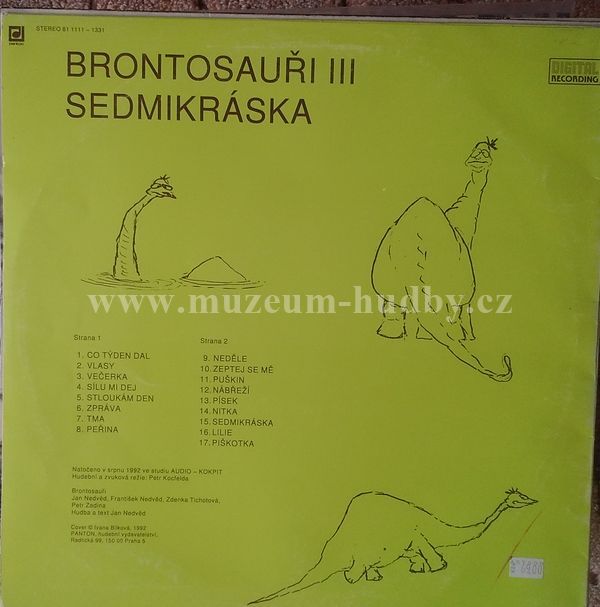 PANTON
STEREO 81 1111 – 1331
BRONTOSAUŘI III
SEDMIKRÁSKA
DIGITAL
RECORDING
www.muzeum-hudby.cz
Strana 1
1. CO TÝDEN DAL
2. VLASY
3. VEČERKA
4. SÍLU MI DEJ
5. STLOUKÁM DEN
6. ZPRÁVA
7. TMA
8. PEŘINA
Strana 2
9. NEDĚLE
10. ZEPTEJ SE MĚ
11. PUŠKIN
12. NÁBŘEŽÍ
13. PÍSEK
14. NITKA
15. SEDMIKRÁSKA
16. LILIE
17. PIŠKOTKA
Natočeno v srpnu 1992 ve studiu AUDIO – KOKPIT
Hudební a zvuková režie: Petr Kocfelda
Brontosauři
Jan Nedvěd, František Nedvěd, Zdenka Tichotová,
Petr Zadina
Hudba a text Jan Nedvěd
Cover © Ivana Bílková, 1992
PANTON, hudební vydavatelství,
Radlická 99, 150 00 Praha 5